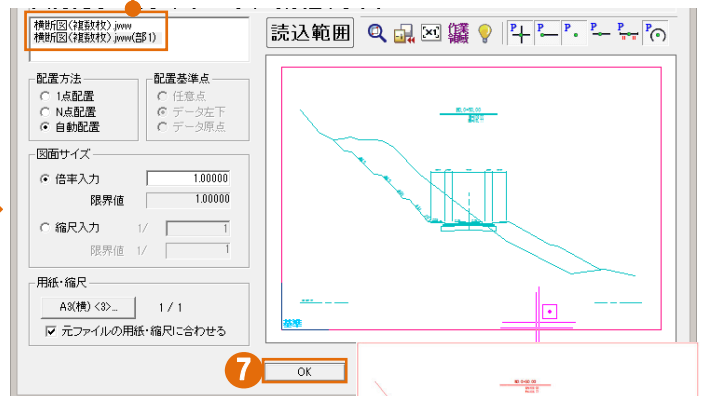 横断図(複数枚).jww
横断図(複数枚).jww(部1)
読込範囲
作業領域
配置方法
配置基準点
1点配置
任意点
N点配置
データ左下
自動配置
データ原点
図面サイズ
倍率入力 1.00000
限界値 1.00000
縮尺入力 1/ 1
限界値 1/ 1
用紙・縮尺
A3(横)<3>... 1 / 1
元ファイルの用紙・縮尺に合わせる
基準
7
OK